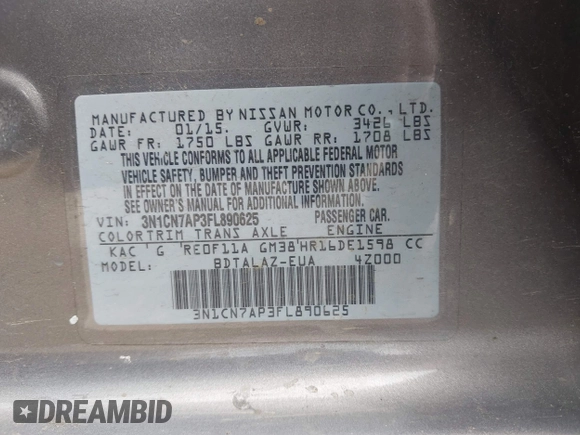 MANUFACTURED BY NISSAN MOTOR CO., LTD.
DATE: 01/15. GVWR: 3426 LBS
GAWR FR: 1750 LBS GAWR RR: 1708 LBS
THIS VEHICLE CONFORMS TO ALL APPLICABLE FEDERAL MOTOR
VEHICLE SAFETY, BUMPER AND THEFT PREVENTION STANDARDS
IN EFFECT ON THE DATE OF MANUFACTURE SHOWN ABOVE.
SEE OWNER'S MANUAL FOR ADDITIONAL INFORMATION.
VIN: 3N1CN7AP3FL890625 PASSENGER CAR.
COLOR TRIM TRANS AXLE ENGINE
KAC ' G 'RE0F11A GM38'HR16DE1598 CC
MODEL: BDTALAZ-EUA 4Z000
3N1CN7AP3FL890625
DREAMBID